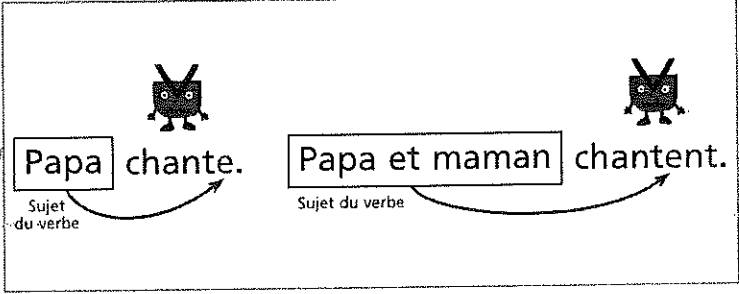 Papa chante.
Sujet
du verbe
Papa et maman chantent.
Sujet du verbe